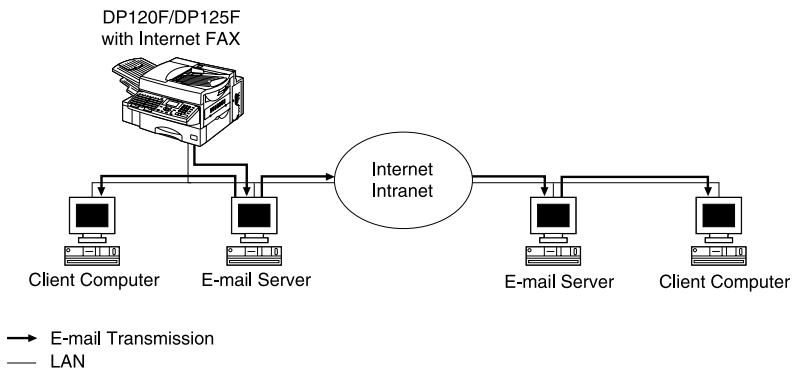 DP120F/DP125F
with Internet FAX
Internet
Intranet
Client Computer
E-mail Server
E-mail Server
Client Computer
E-mail Transmission
LAN